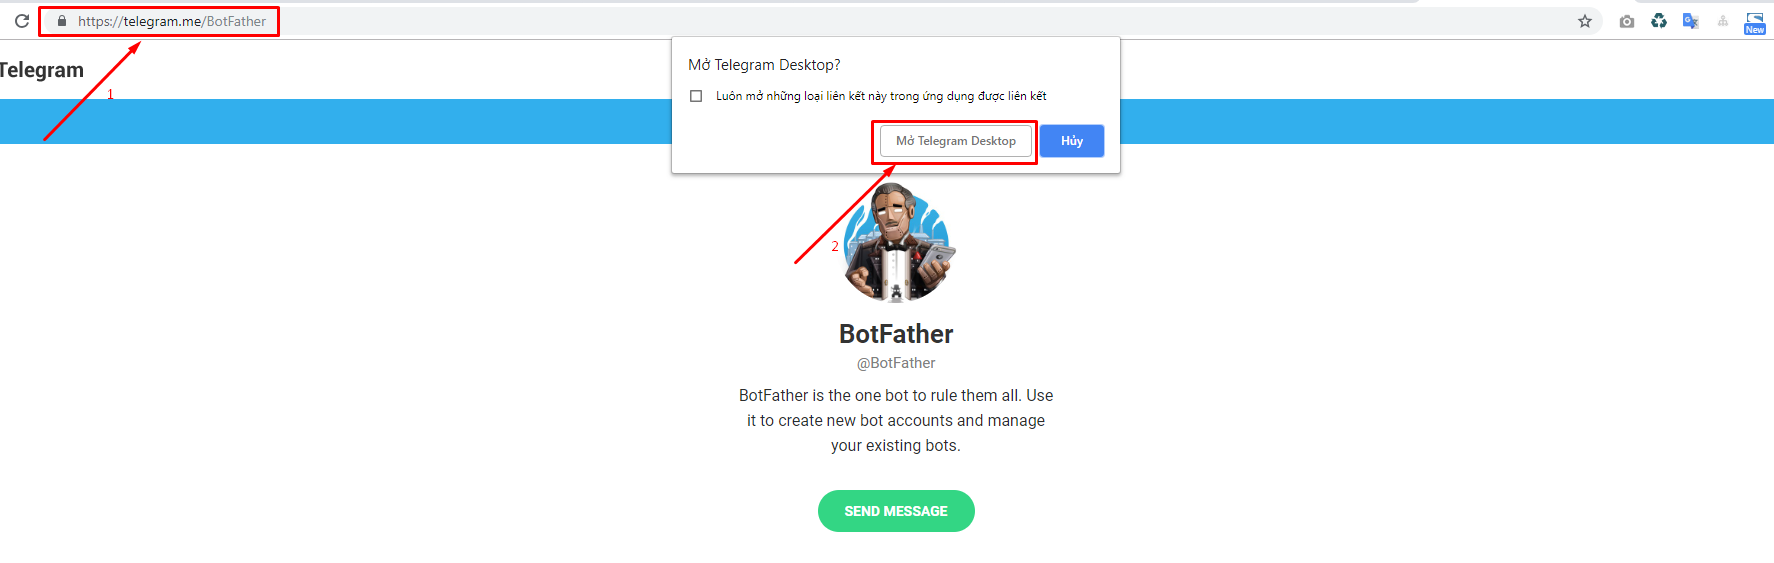 https://telegram.me/BotFather
New
Telegram
1
Mở Telegram Desktop?
Luôn mở những loại liên kết này trong ứng dụng được liên kết
Mở Telegram Desktop
Hủy
2
BotFather
@BotFather
BotFather is the one bot to rule them all. Use
it to create new bot accounts and manage
your existing bots.
SEND MESSAGE